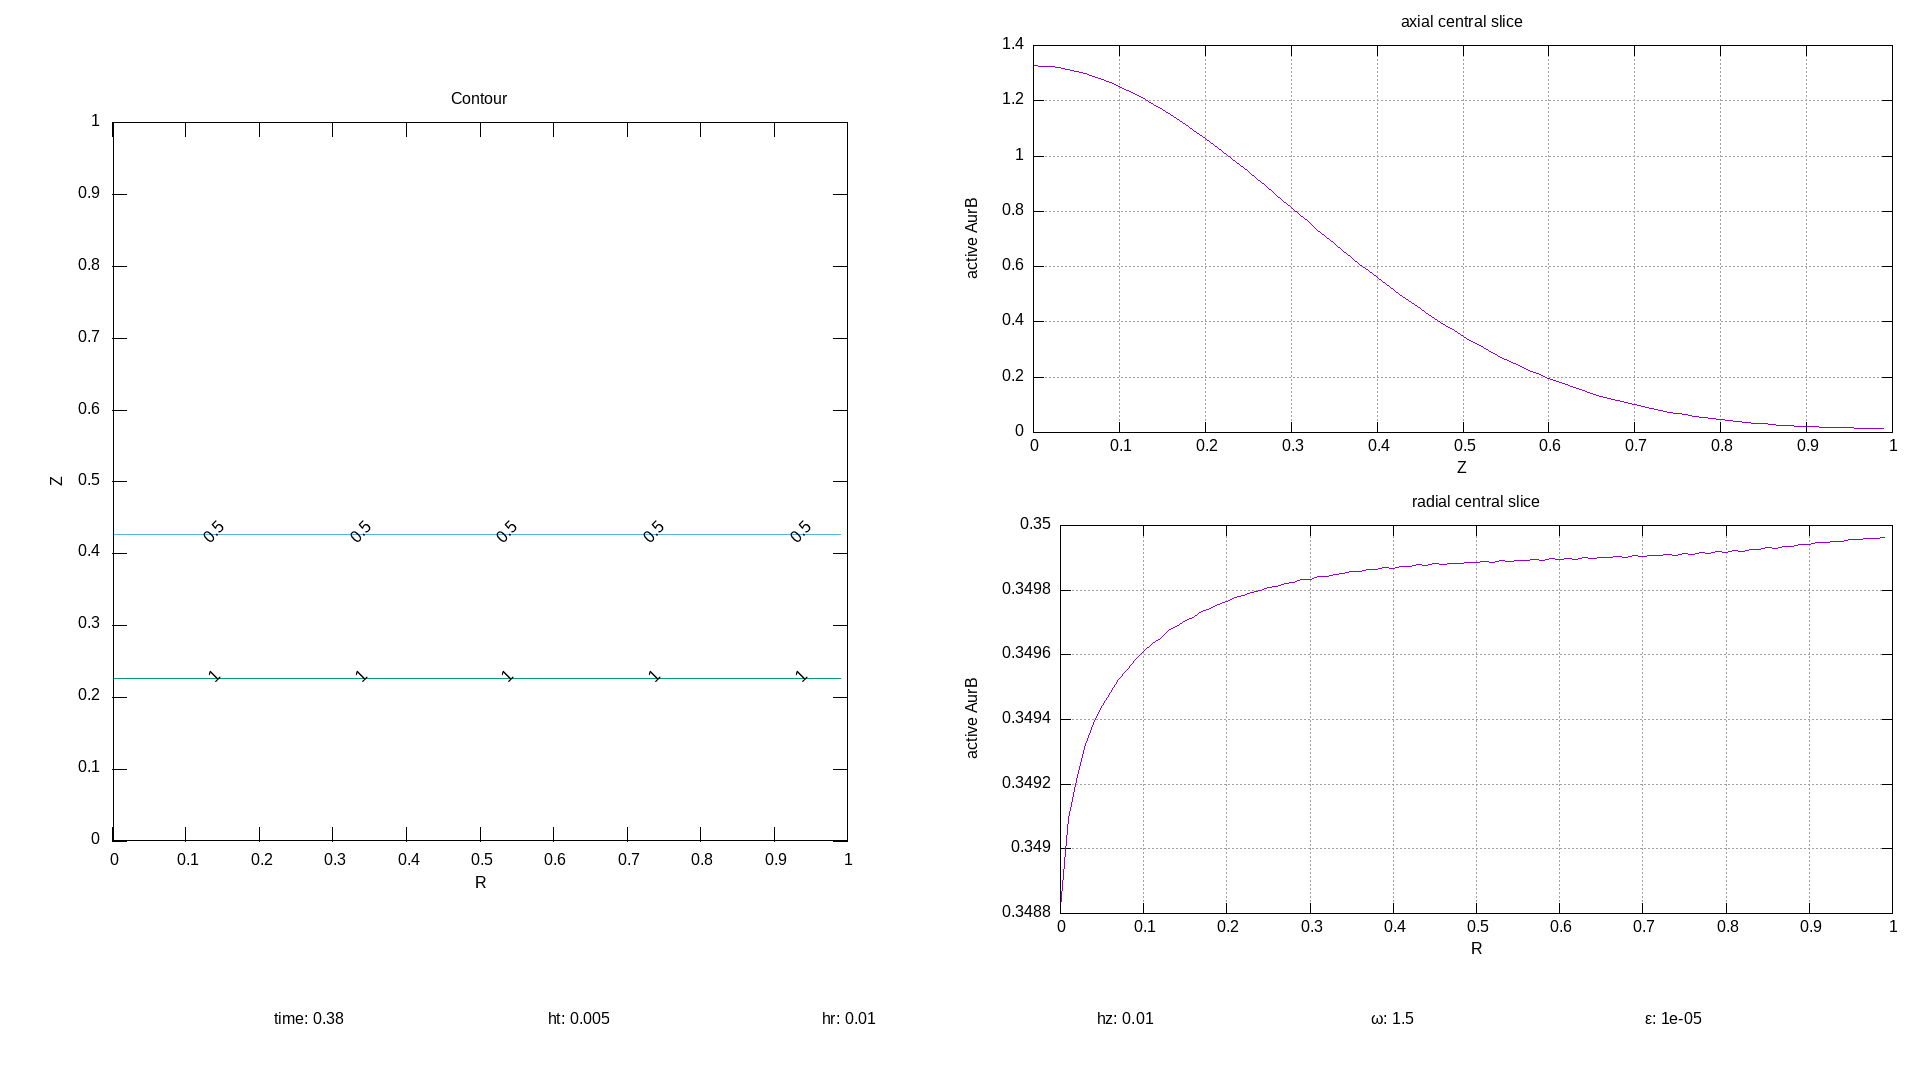 Contour
1
0.9
0.8
0.7
0.6
0.5
0.4
0.3
0.2
0.1
0
Z
0.5 0.5 0.5 0.5 0.5
1 1 1 1 1
0 0.1 0.2 0.3 0.4 0.5 0.6 0.7 0.8 0.9 1
R
axial central slice
1.4
1.2
1
0.8
0.6
0.4
0.2
0
active AurB
0 0.1 0.2 0.3 0.4 0.5 0.6 0.7 0.8 0.9 1
Z
radial central slice
0.35
0.3498
0.3496
0.3494
0.3492
0.349
0.3488
active AurB
0 0.1 0.2 0.3 0.4 0.5 0.6 0.7 0.8 0.9 1
R
time: 0.38 ht: 0.005 hr: 0.01 hz: 0.01 ω: 1.5 ε: 1e-05